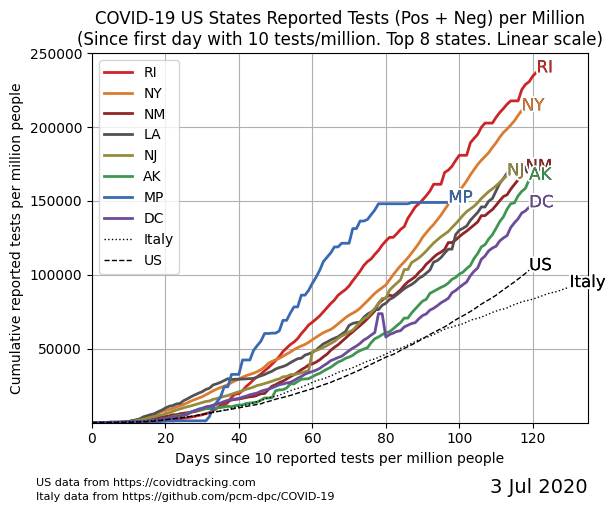 COVID-19 US States Reported Tests (Pos + Neg) per Million
(Since first day with 10 tests/million. Top 8 states. Linear scale)
Cumulative reported tests per million people
250000
200000
150000
100000
50000
RI
NY
NM
LA
NJ
AK
MP
DC
Italy
US
RI
NY
MP
NJ
NM
AK
DC
US
Italy
0
20
40
60
80
100
120
Days since 10 reported tests per million people
US data from https://covidtracking.com
Italy data from https://github.com/pcm-dpc/COVID-19
3 Jul 2020